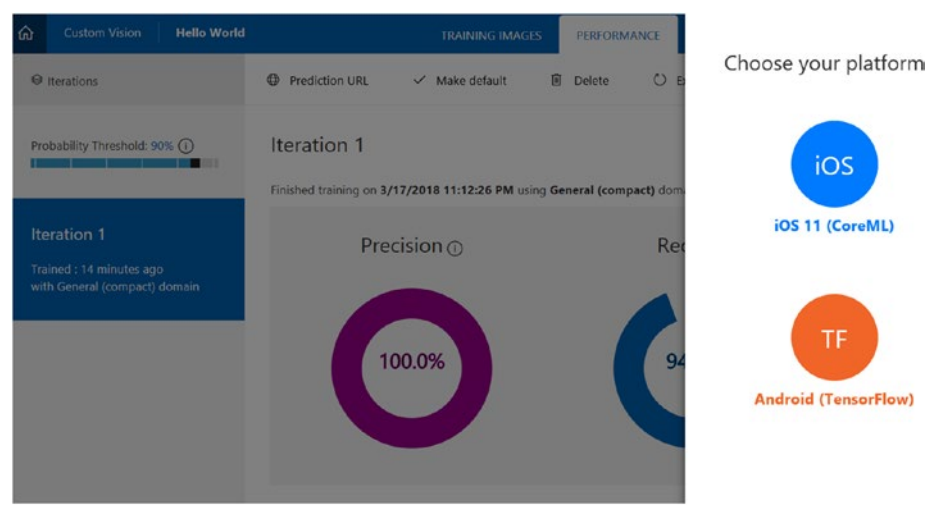 Custom Vision Hello World TRAINING IMAGES PERFORMANCE
Iterations Prediction URL Make default Delete
Choose your platform
Probability Threshold: 90%
Iteration 1
Finished training on 3/17/2018 11:12:26 PM using General (compact)
iOS
iOS 11 (CoreML)
Iteration 1
Trained : 14 minutes ago
with General (compact) domain
Precision
100.0%
TF
Android (TensorFlow)